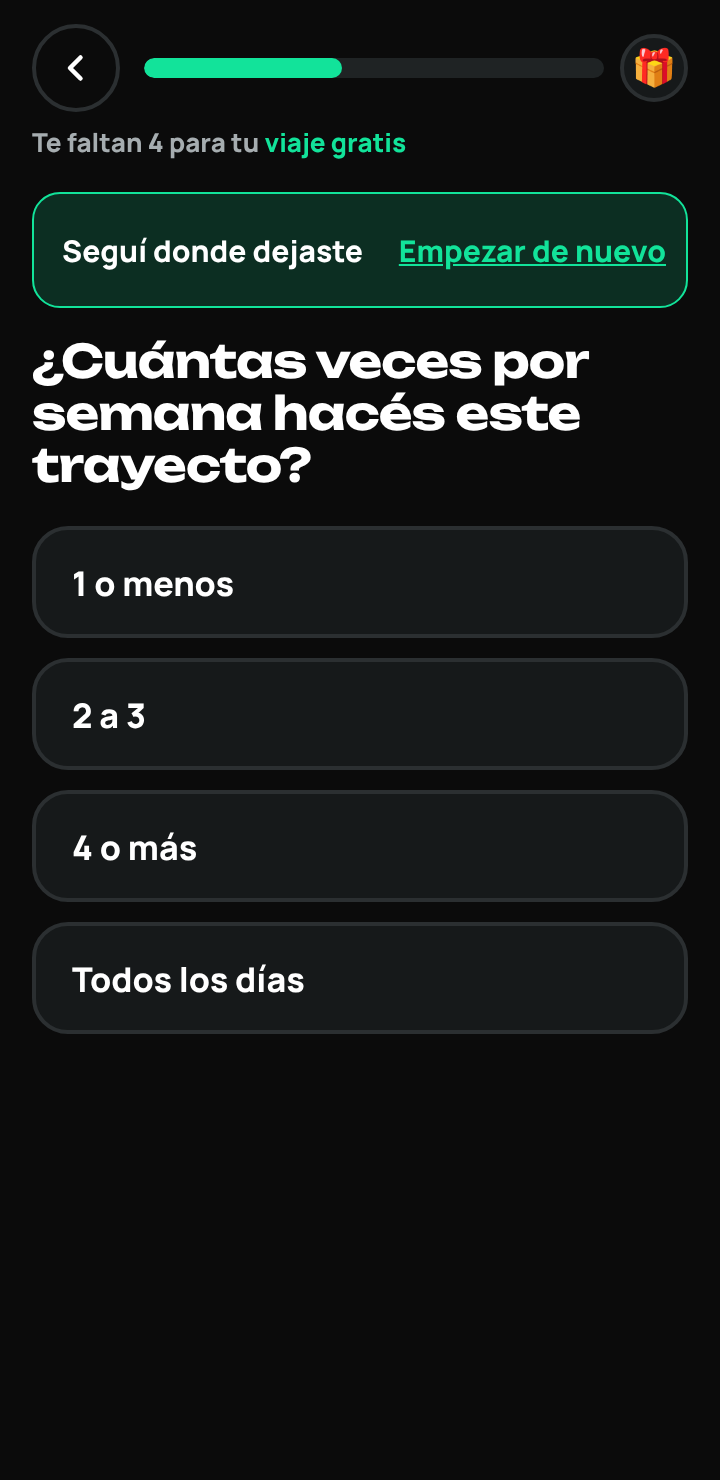 Te faltan 4 para tu viaje gratis
Seguí donde dejaste Empezar de nuevo
¿Cuántas veces por
semana hacés este
trayecto?
1 o menos
2 a 3
4 o más
Todos los días